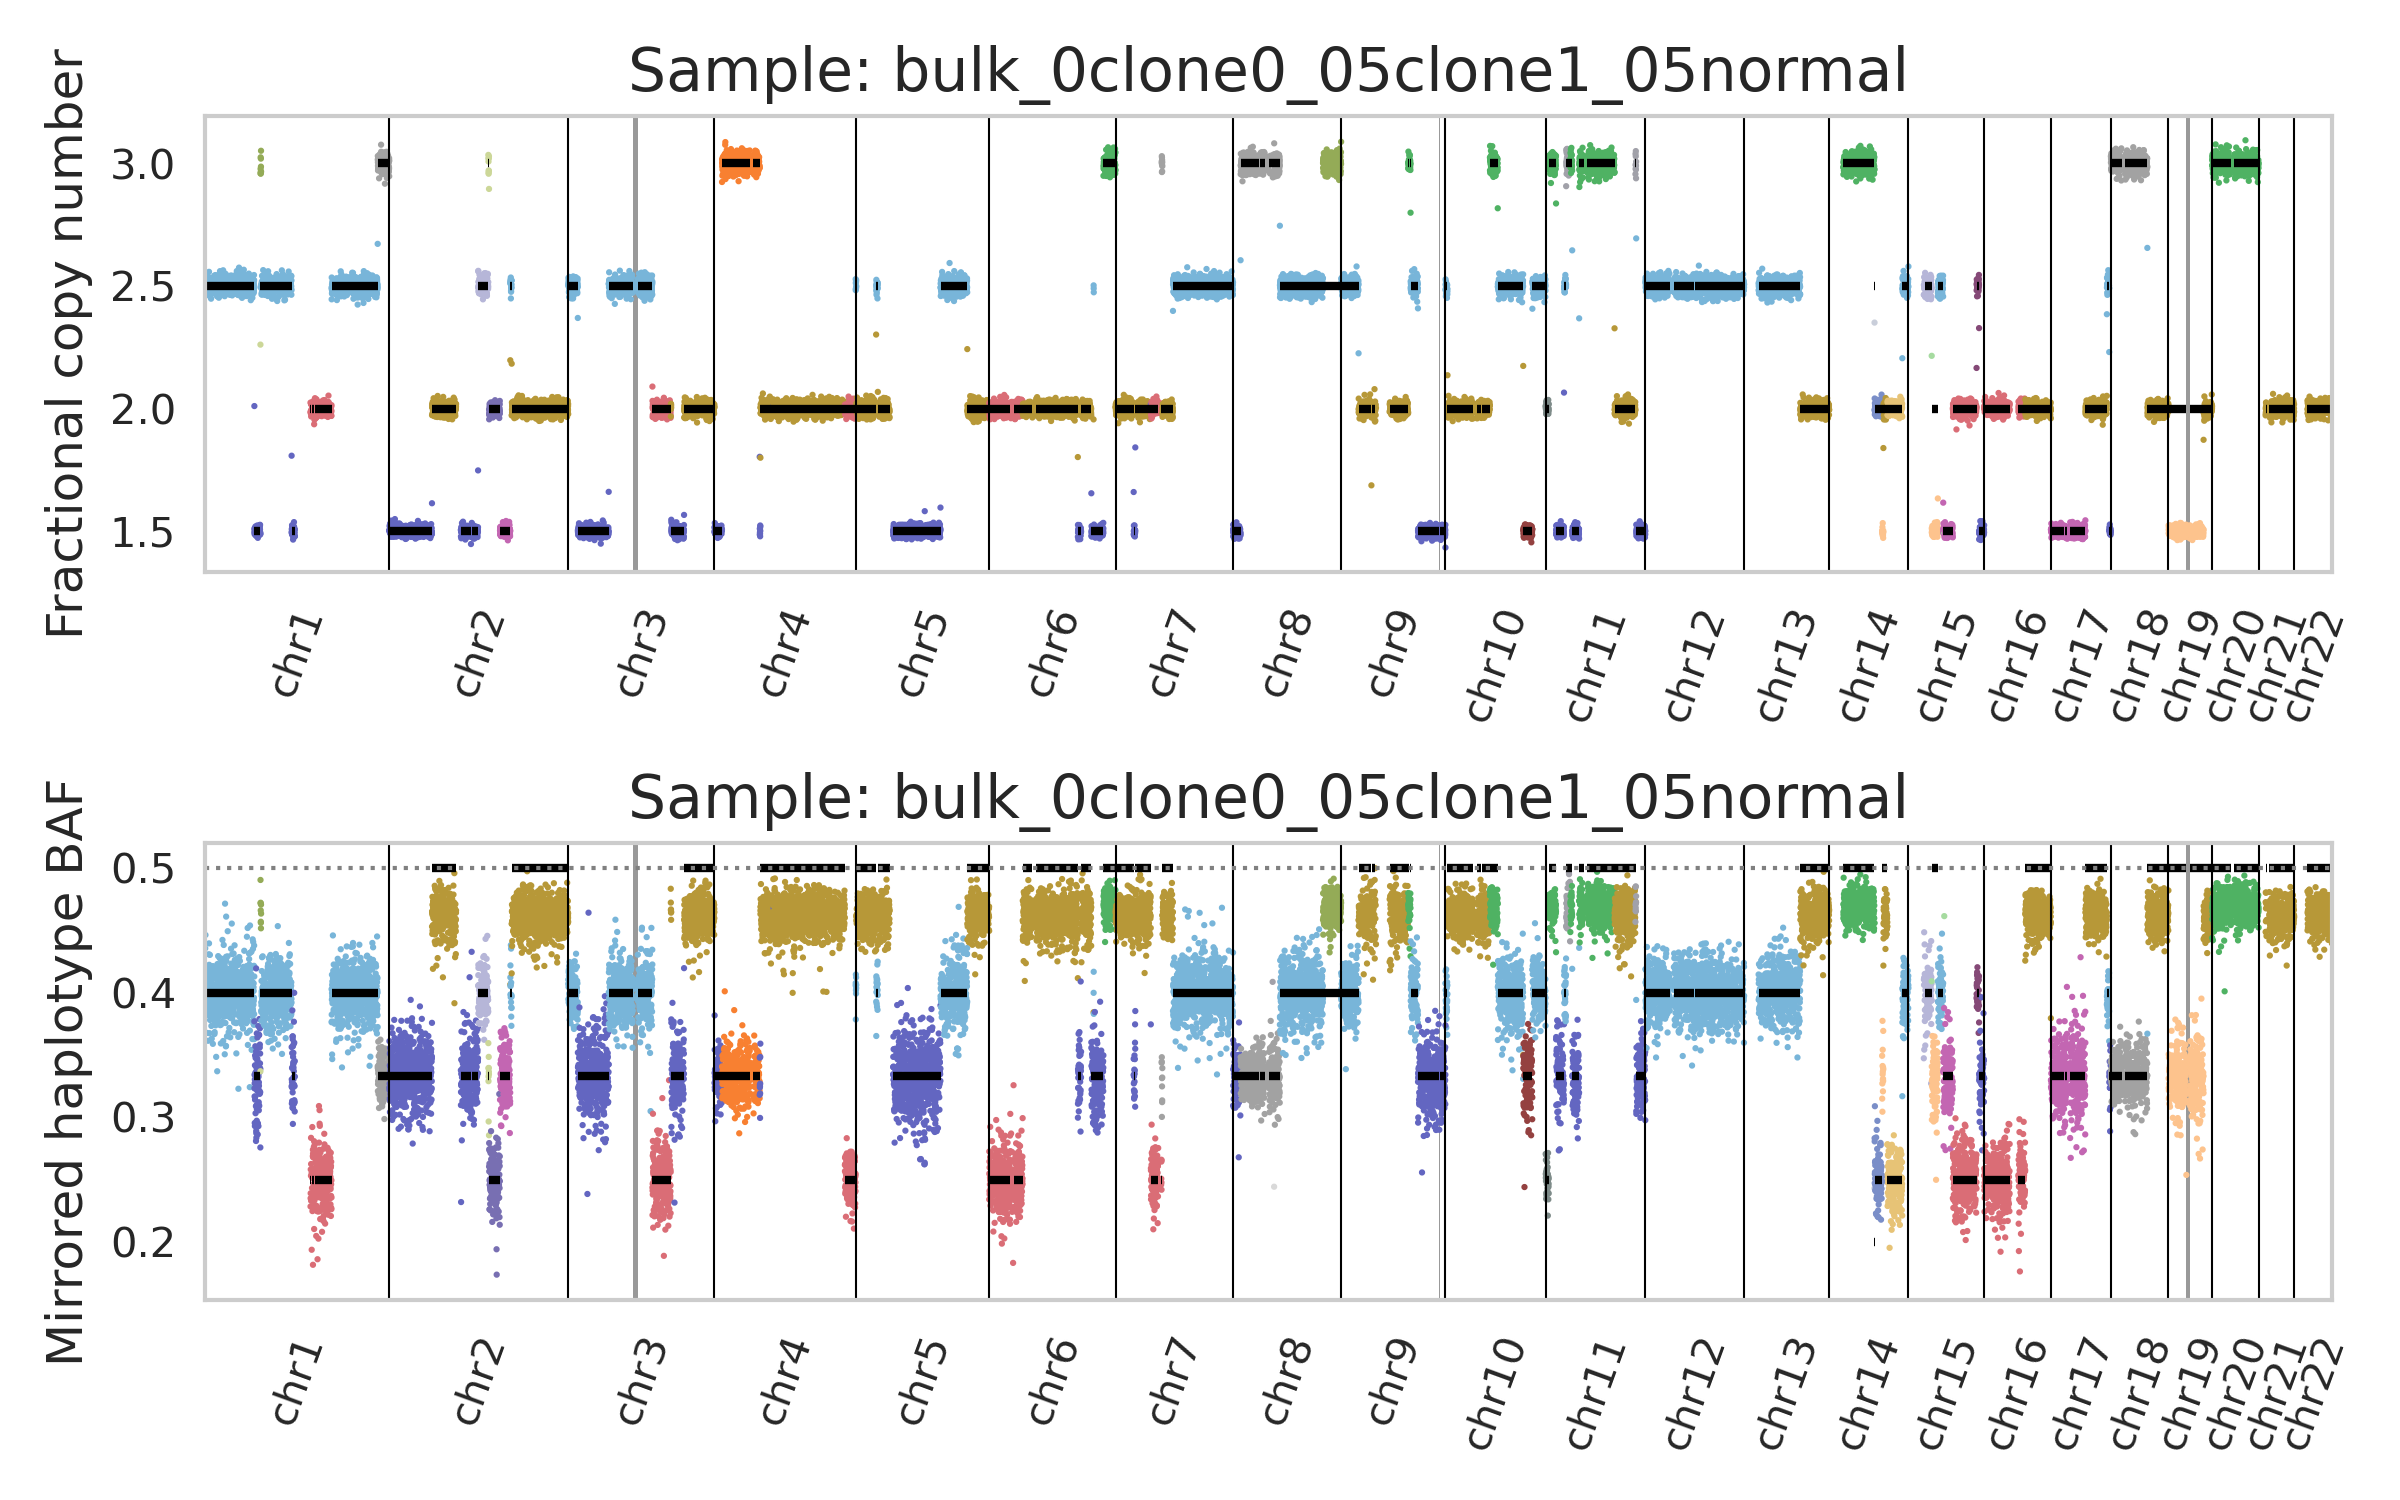 Sample: bulk_0clone0_05clone1_05normal
Fractional copy number
3.0
2.5
2.0
1.5
chr1
chr2
chr3
chr4
chr5
chr6
chr7
chr8
chr9
chr10
chr11
chr12
chr13
chr14
chr15
chr16
chr17
chr18
chr19
chr20
chr21
chr22
Sample: bulk_0clone0_05clone1_05normal
Mirrored haplotype BAF
0.5
0.4
0.3
0.2
chr1
chr2
chr3
chr4
chr5
chr6
chr7
chr8
chr9
chr10
chr11
chr12
chr13
chr14
chr15
chr16
chr17
chr18
chr19
chr20
chr21
chr22